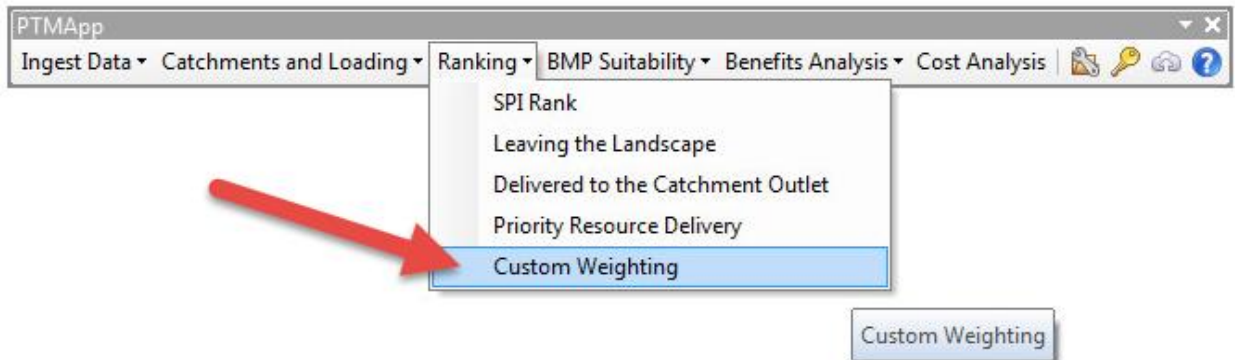 PTMApp
Ingest Data Catchments and Loading Ranking BMP Suitability Benefits Analysis Cost Analysis
SPI Rank
Leaving the Landscape
Delivered to the Catchment Outlet
Priority Resource Delivery
Custom Weighting
Custom Weighting